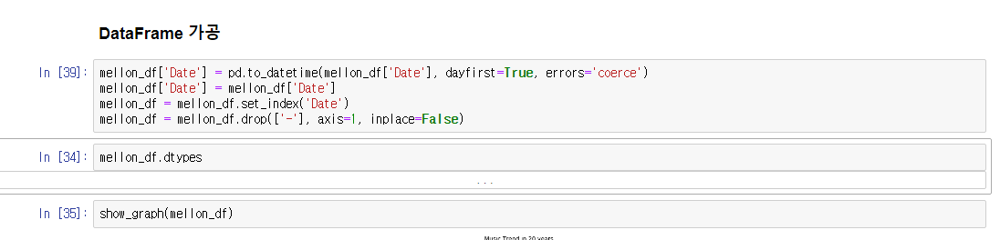 DataFrame 가공
In [39]: mellon_df['Date'] = pd.to_datetime(mellon_df['Date'], dayfirst=True, errors='coerce')
mellon_df['Date'] = mellon_df['Date']
mellon_df = mellon_df.set_index('Date')
mellon_df = mellon_df.drop(['-'], axis=1, inplace=False)
In [34]: mellon_df.dtypes
...
In [35]: show_graph(mellon_df)
Music Trend in 20 years